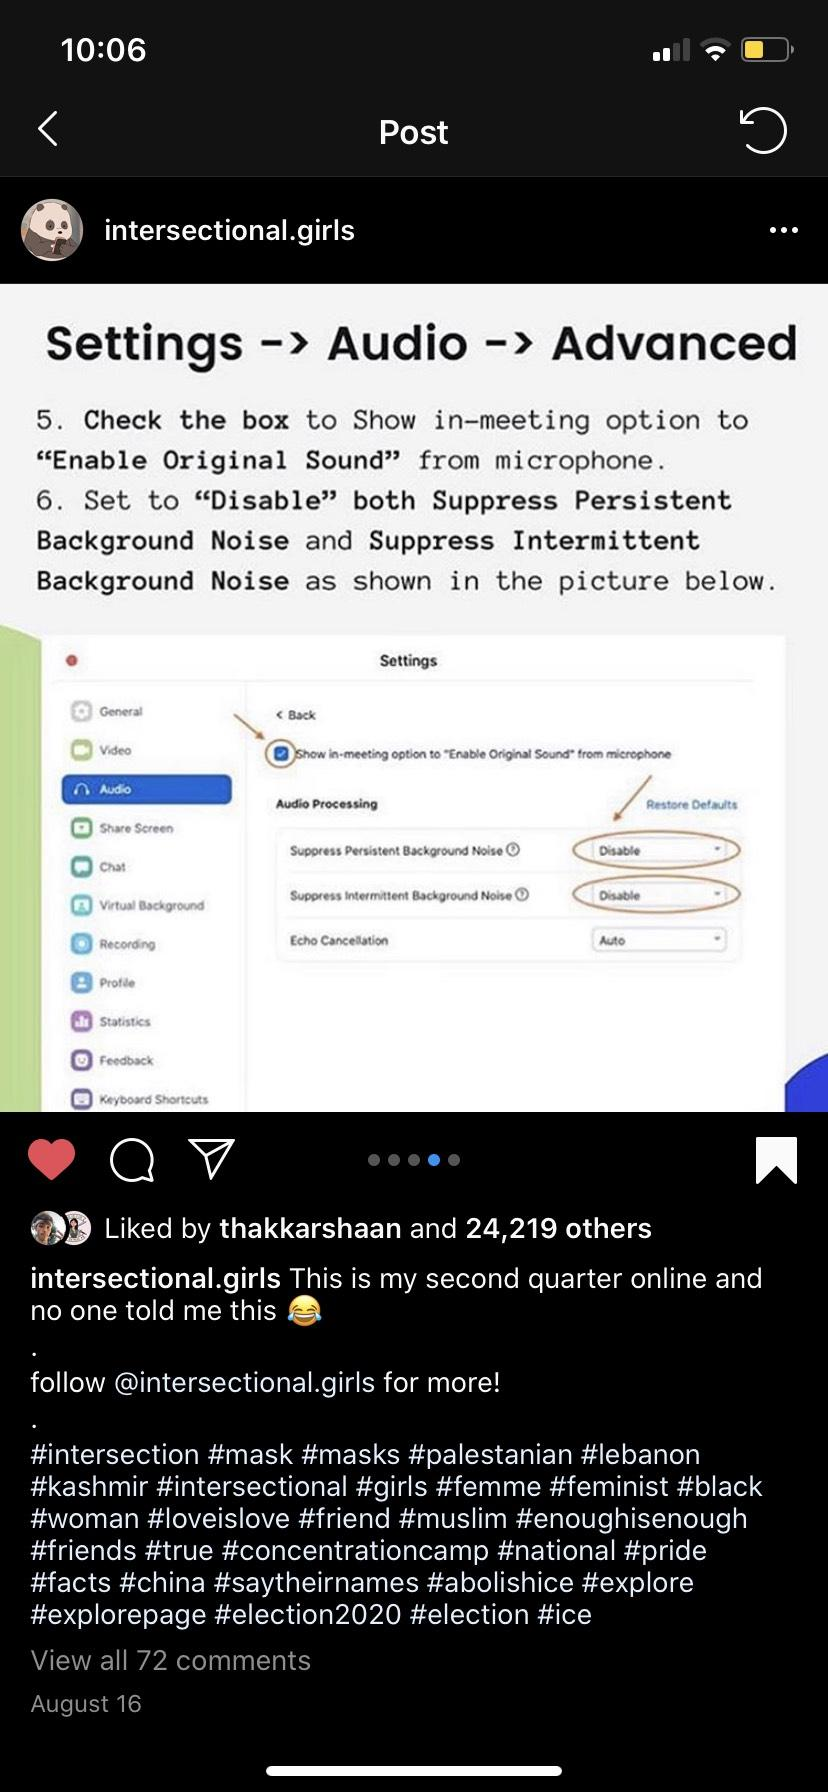 10:06
Post
intersectional.girls
Settings -> Audio -> Advanced
5. Check the box to Show in-meeting option to
“Enable Original Sound” from microphone.
6. Set to “Disable” both Suppress Persistent
Background Noise and Suppress Intermittent
Background Noise as shown in the picture below.
Settings
General
Video
Audio
Share Screen
Chat
Virtual Background
Recording
Profile
Statistics
Feedback
Keyboard Shortcuts
< Back
Show in-meeting option to "Enable Original Sound" from microphone
Audio Processing
Restore Defaults
Suppress Persistent Background Noise ? Disable
Suppress Intermittent Background Noise ? Disable
Echo Cancellation Auto
Liked by thakkarshaan and 24,219 others
intersectional.girls This is my second quarter online and
no one told me this 😂
.
follow @intersectional.girls for more!
.
#intersection #mask #masks #palestanian #lebanon
#kashmir #intersectional #girls #femme #feminist #black
#woman #loveislove #friend #muslim #enoughisenough
#friends #true #concentrationcamp #national #pride
#facts #china #saytheirnames #abolishice #explore
#explorepage #election2020 #election #ice
View all 72 comments
August 16